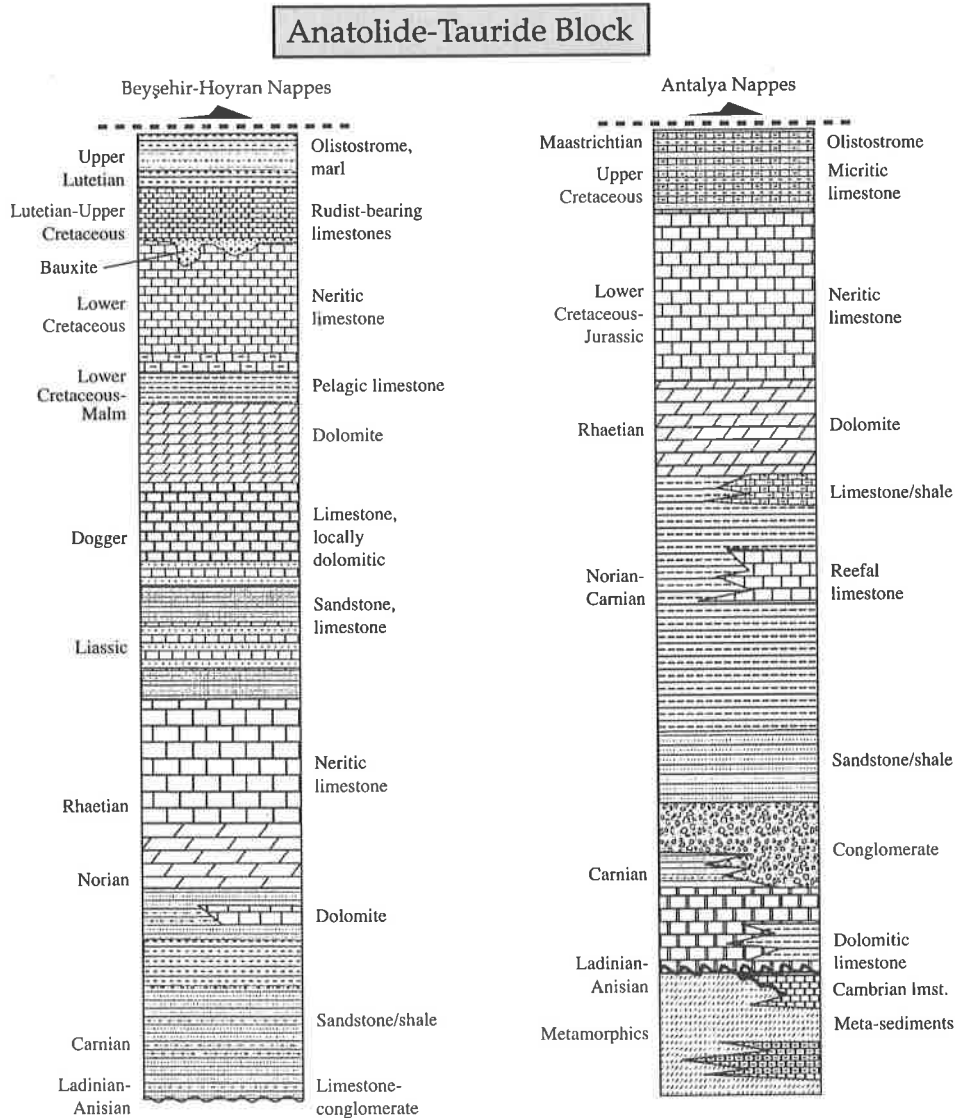 Anatolide-Tauride Block
Beyşehir-Hoyran Nappes
Upper
Lutetian
Olistostrome,
marl
Lutetian-Upper
Cretaceous
Rudist-bearing
limestones
Bauxite
Lower
Cretaceous
Neritic
limestone
Lower
Cretaceous-
Malm
Pelagic limestone
Dolomite
Dogger
Limestone,
locally
dolomitic
Sandstone,
limestone
Liassic
Neritic
limestone
Rhaetian
Norian
Dolomite
Sandstone/shale
Carnian
Ladinian-
Anisian
Limestone-
conglomerate
Antalya Nappes
Maastrichtian
Olistostrome
Upper
Cretaceous
Micritic
limestone
Lower
Cretaceous-
Jurassic
Neritic
limestone
Rhaetian
Dolomite
Limestone/shale
Norian-
Carnian
Reefal
limestone
Sandstone/shale
Conglomerate
Carnian
Dolomitic
limestone
Ladinian-
Anisian
Cambrian lmst.
Metamorphics
Meta-sediments